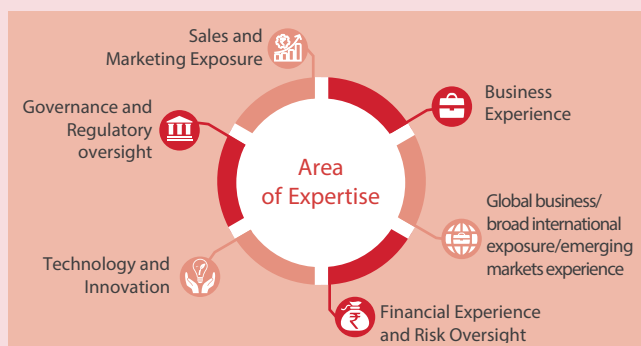 Sales and
Marketing Exposure
Business
Experience
Governance and
Regulatory
oversight
Area
of Expertise
Global business/
broad international
exposure/emerging
markets experience
Technology and
Innovation
₹
Financial Experience
and Risk Oversight